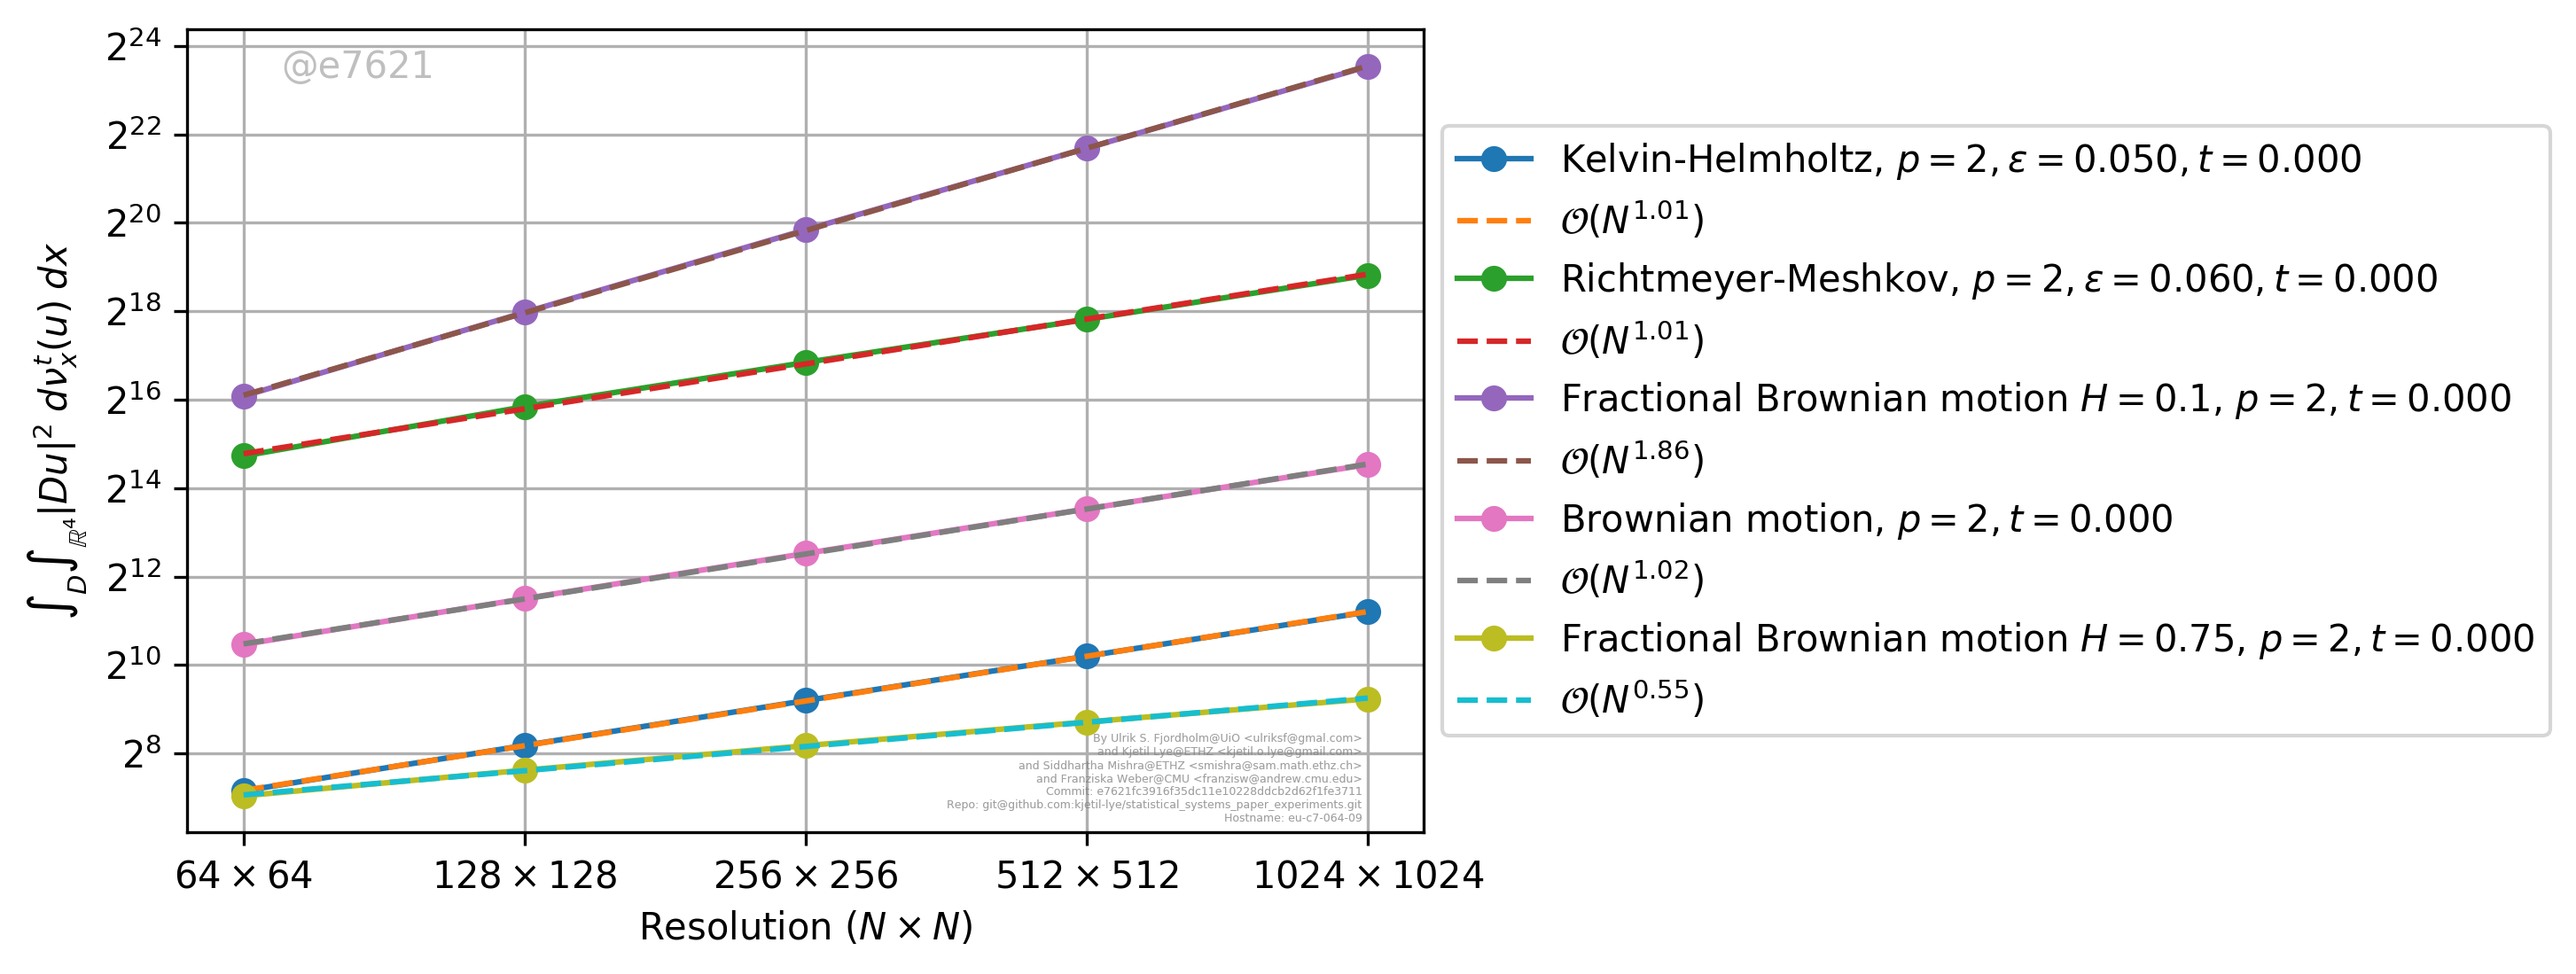 2^24
@e7621
2^22
2^20
2^18
2^16
2^14
2^12
2^10
2^8
∫_D ∫_{ℝ^4} |Du|^2 dν_x^t(u) dx
64 × 64
128 × 128
256 × 256
512 × 512
1024 × 1024
Resolution (N × N)
By Ulrik S. Fjordholm@UiO <ulriksf@gmal.com>
and Kjetil Lye@ETHZ <kjetil.o.lye@gmail.com>
and Siddhartha Mishra@ETHZ <smishra@sam.math.ethz.ch>
and Franziska Weber@CMU <franzisw@andrew.cmu.edu>
Commit: e7621fc3916f35dc11e10228ddcb2d62f1fe3711
Repo: git@github.com:kjetil-lye/statistical_systems_paper_experiments.git
Hostname: eu-c7-064-09
Kelvin-Helmholtz, p = 2, ε = 0.050, t = 0.000
𝒪(N^1.01)
Richtmeyer-Meshkov, p = 2, ε = 0.060, t = 0.000
𝒪(N^1.01)
Fractional Brownian motion H = 0.1, p = 2, t = 0.000
𝒪(N^1.86)
Brownian motion, p = 2, t = 0.000
𝒪(N^1.02)
Fractional Brownian motion H = 0.75, p = 2, t = 0.000
𝒪(N^0.55)